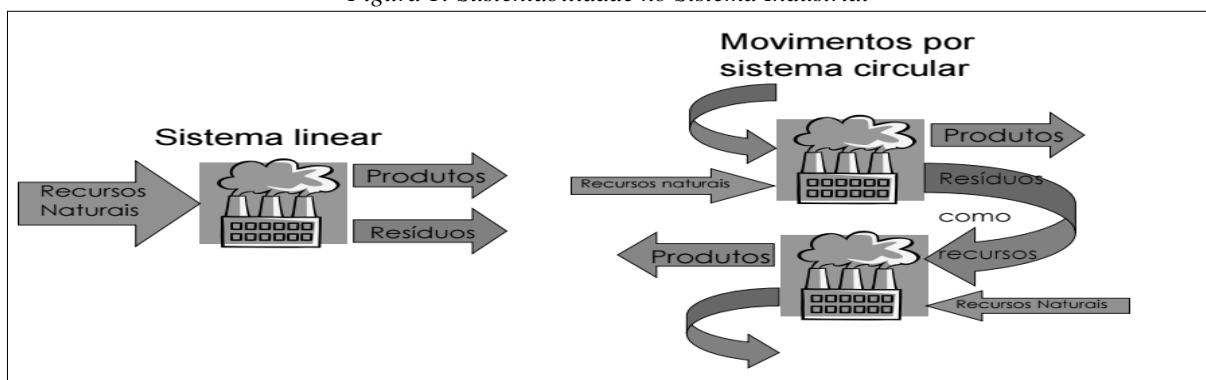 Sistema linear
Recursos
Naturais
Produtos
Resíduos
Movimentos por
sistema circular
Produtos
Recursos naturais
Resíduos
como
recursos
Produtos
Recursos Naturais